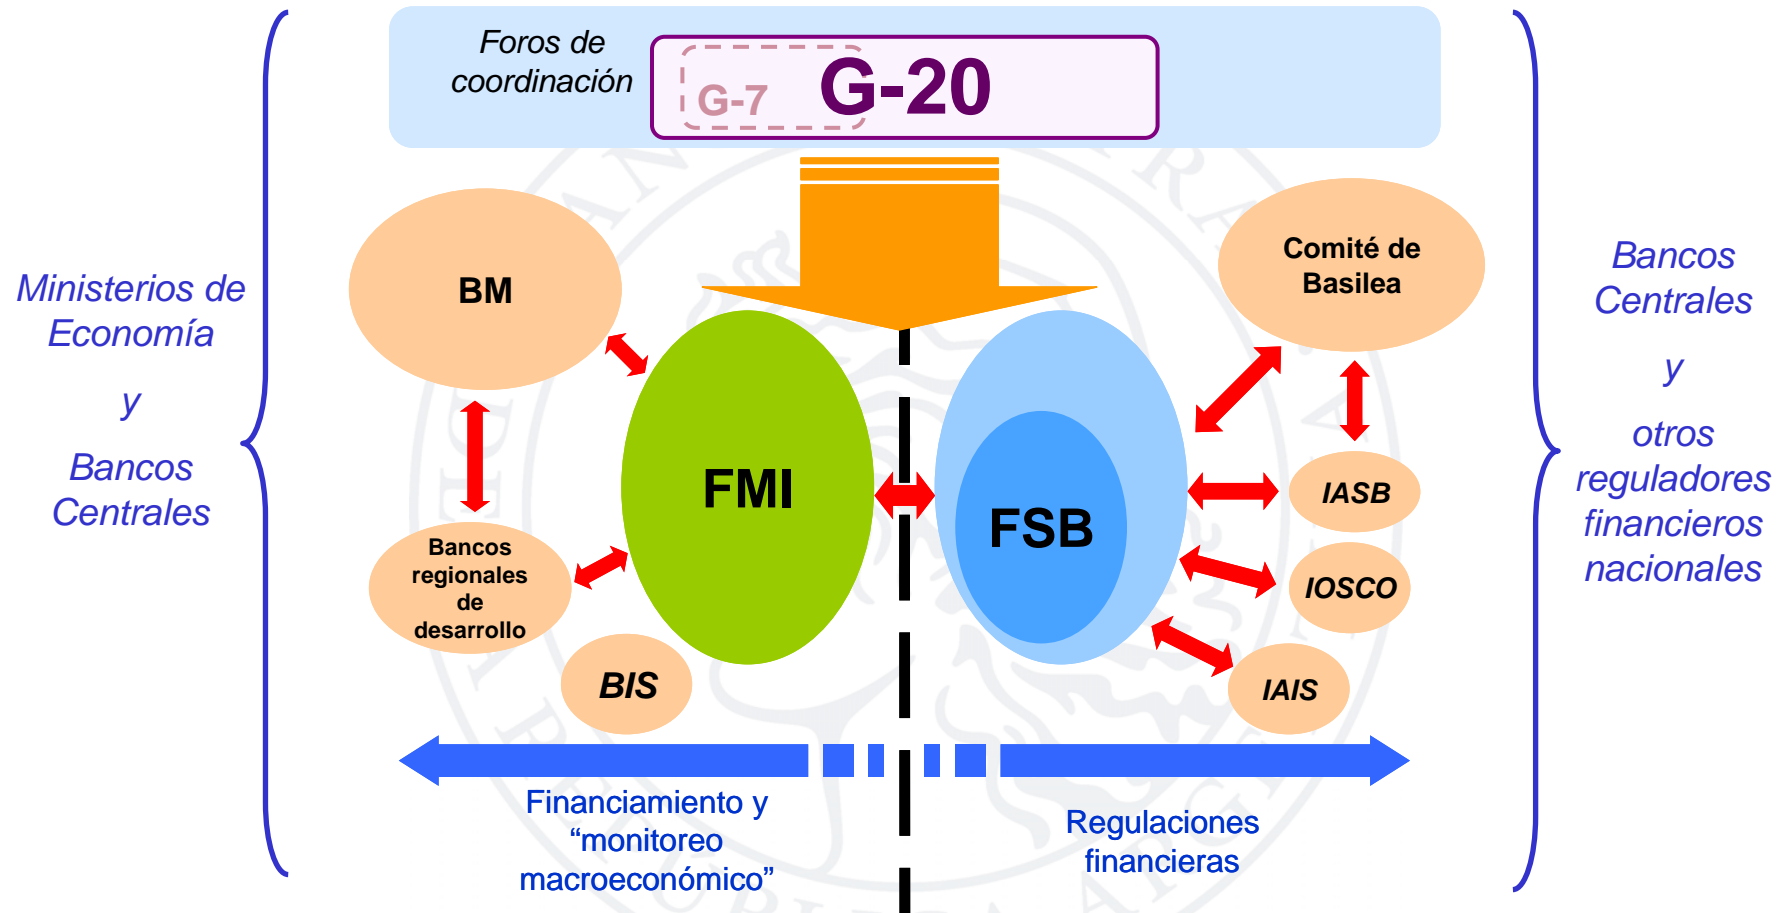 Foros de
coordinación
G-7
G-20
Ministerios de
Economía
y
Bancos
Centrales
BM
FMI
Bancos
regionales
de
desarrollo
BIS
FSB
Comité de
Basilea
IASB
IOSCO
IAIS
Bancos
Centrales
y
otros
reguladores
financieros
nacionales
Financiamiento y
“monitoreo
macroeconómico”
Regulaciones
financieras